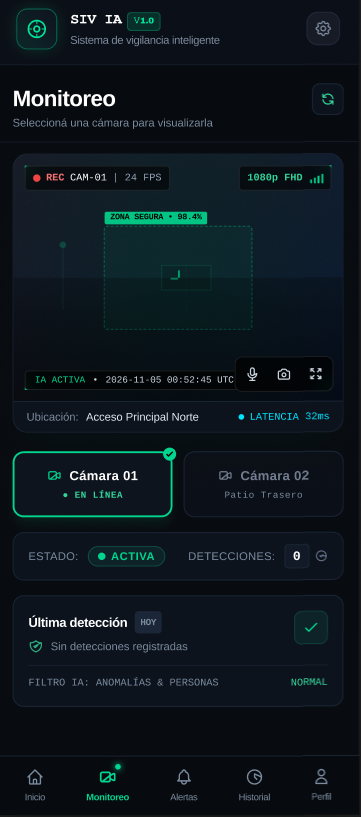 SIV IA V1.0
Sistema de vigilancia inteligente
Monitoreo
Seleccioná una cámara para visualizarla
REC CAM-01 | 24 FPS
1080p FHD
ZONA SEGURA • 98.4%
IA ACTIVA • 2026-11-05 00:52:45 UTC
Ubicación: Acceso Principal Norte
● LATENCIA 32ms
Cámara 01
● EN LÍNEA
Cámara 02
Patio Trasero
ESTADO: ● ACTIVA
DETECCIONES: 0
Última detección HOY
Sin detecciones registradas
FILTRO IA: ANOMALÍAS & PERSONAS
NORMAL
Inicio
Monitoreo
Alertas
Historial
Perfil